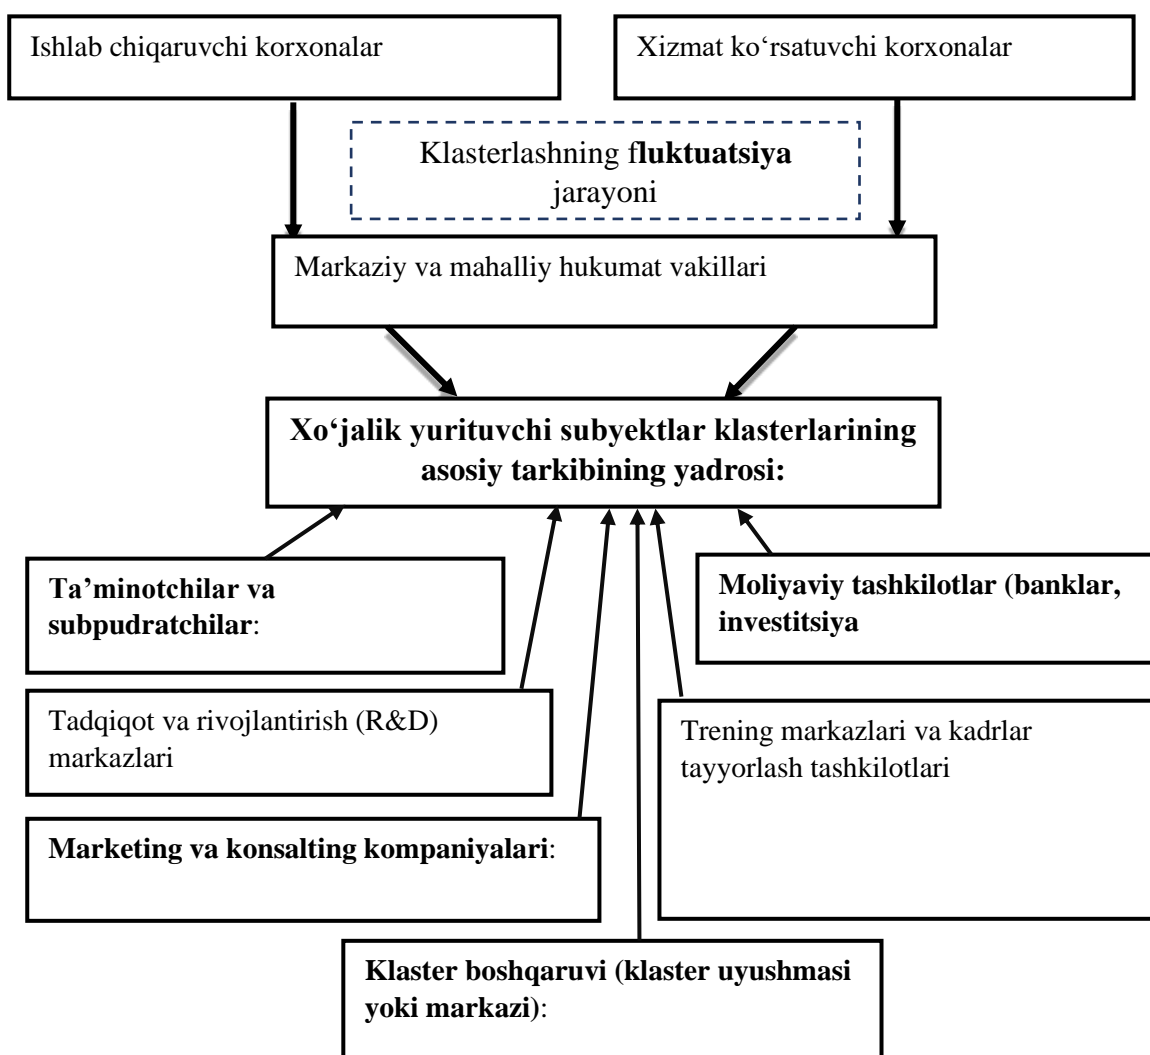 Ishlab chiqaruvchi korxonalar
Xizmat ko‘rsatuvchi korxonalar
Klasterlashning fluktuatsiya
jarayoni
Markaziy va mahalliy hukumat vakillari
Xo‘jalik yurituvchi subyektlar klasterlarining
asosiy tarkibining yadrosi:
Ta’minotchilar va
subpudratchilar:
Moliyaviy tashkilotlar (banklar,
investitsiya
Tadqiqot va rivojlantirish (R&D)
markazlari
Trening markazlari va kadrlar
tayyorlash tashkilotlari
Marketing va konsalting kompaniyalari:
Klaster boshqaruvi (klaster uyushmasi
yoki markazi):